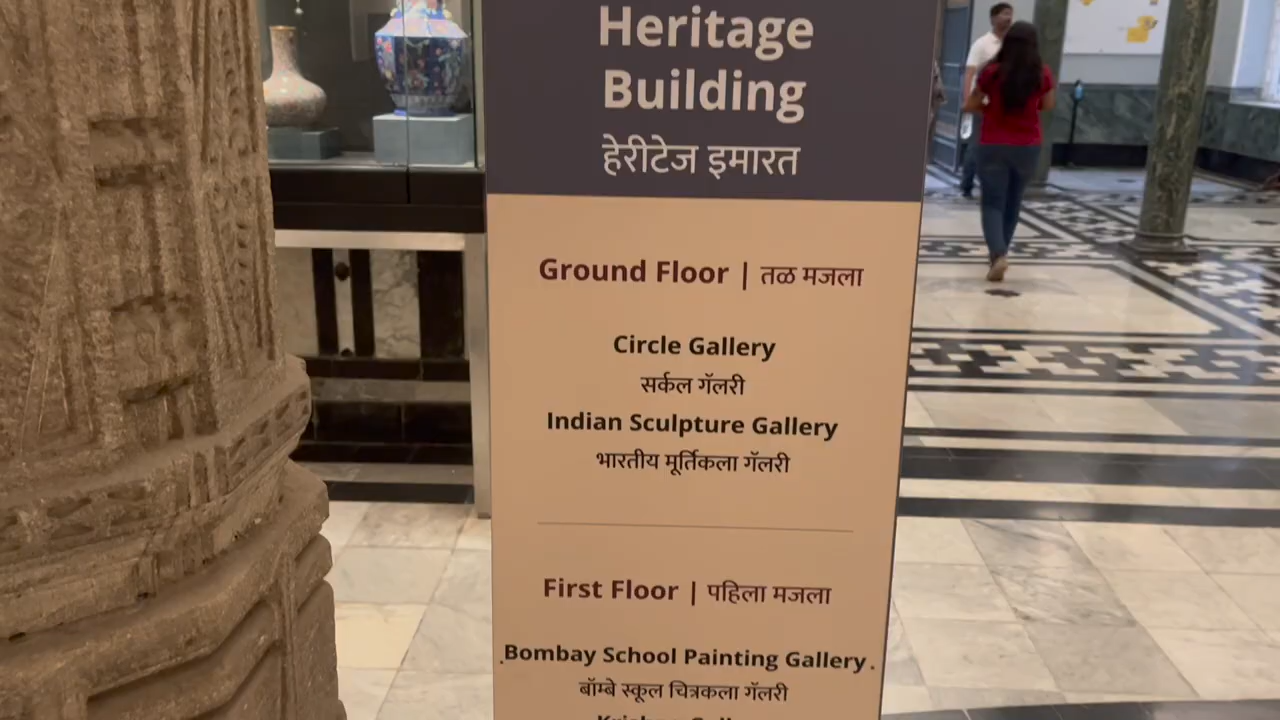 Heritage
Building
हेरीटेज इमारत
Ground Floor | तळ मजला
Circle Gallery
सर्कल गॅलरी
Indian Sculpture Gallery
भारतीय मूर्तिकला गॅलरी
First Floor | पहिला मजला
Bombay School Painting Gallery
बॉम्बे स्कूल चित्रकला गॅलरी